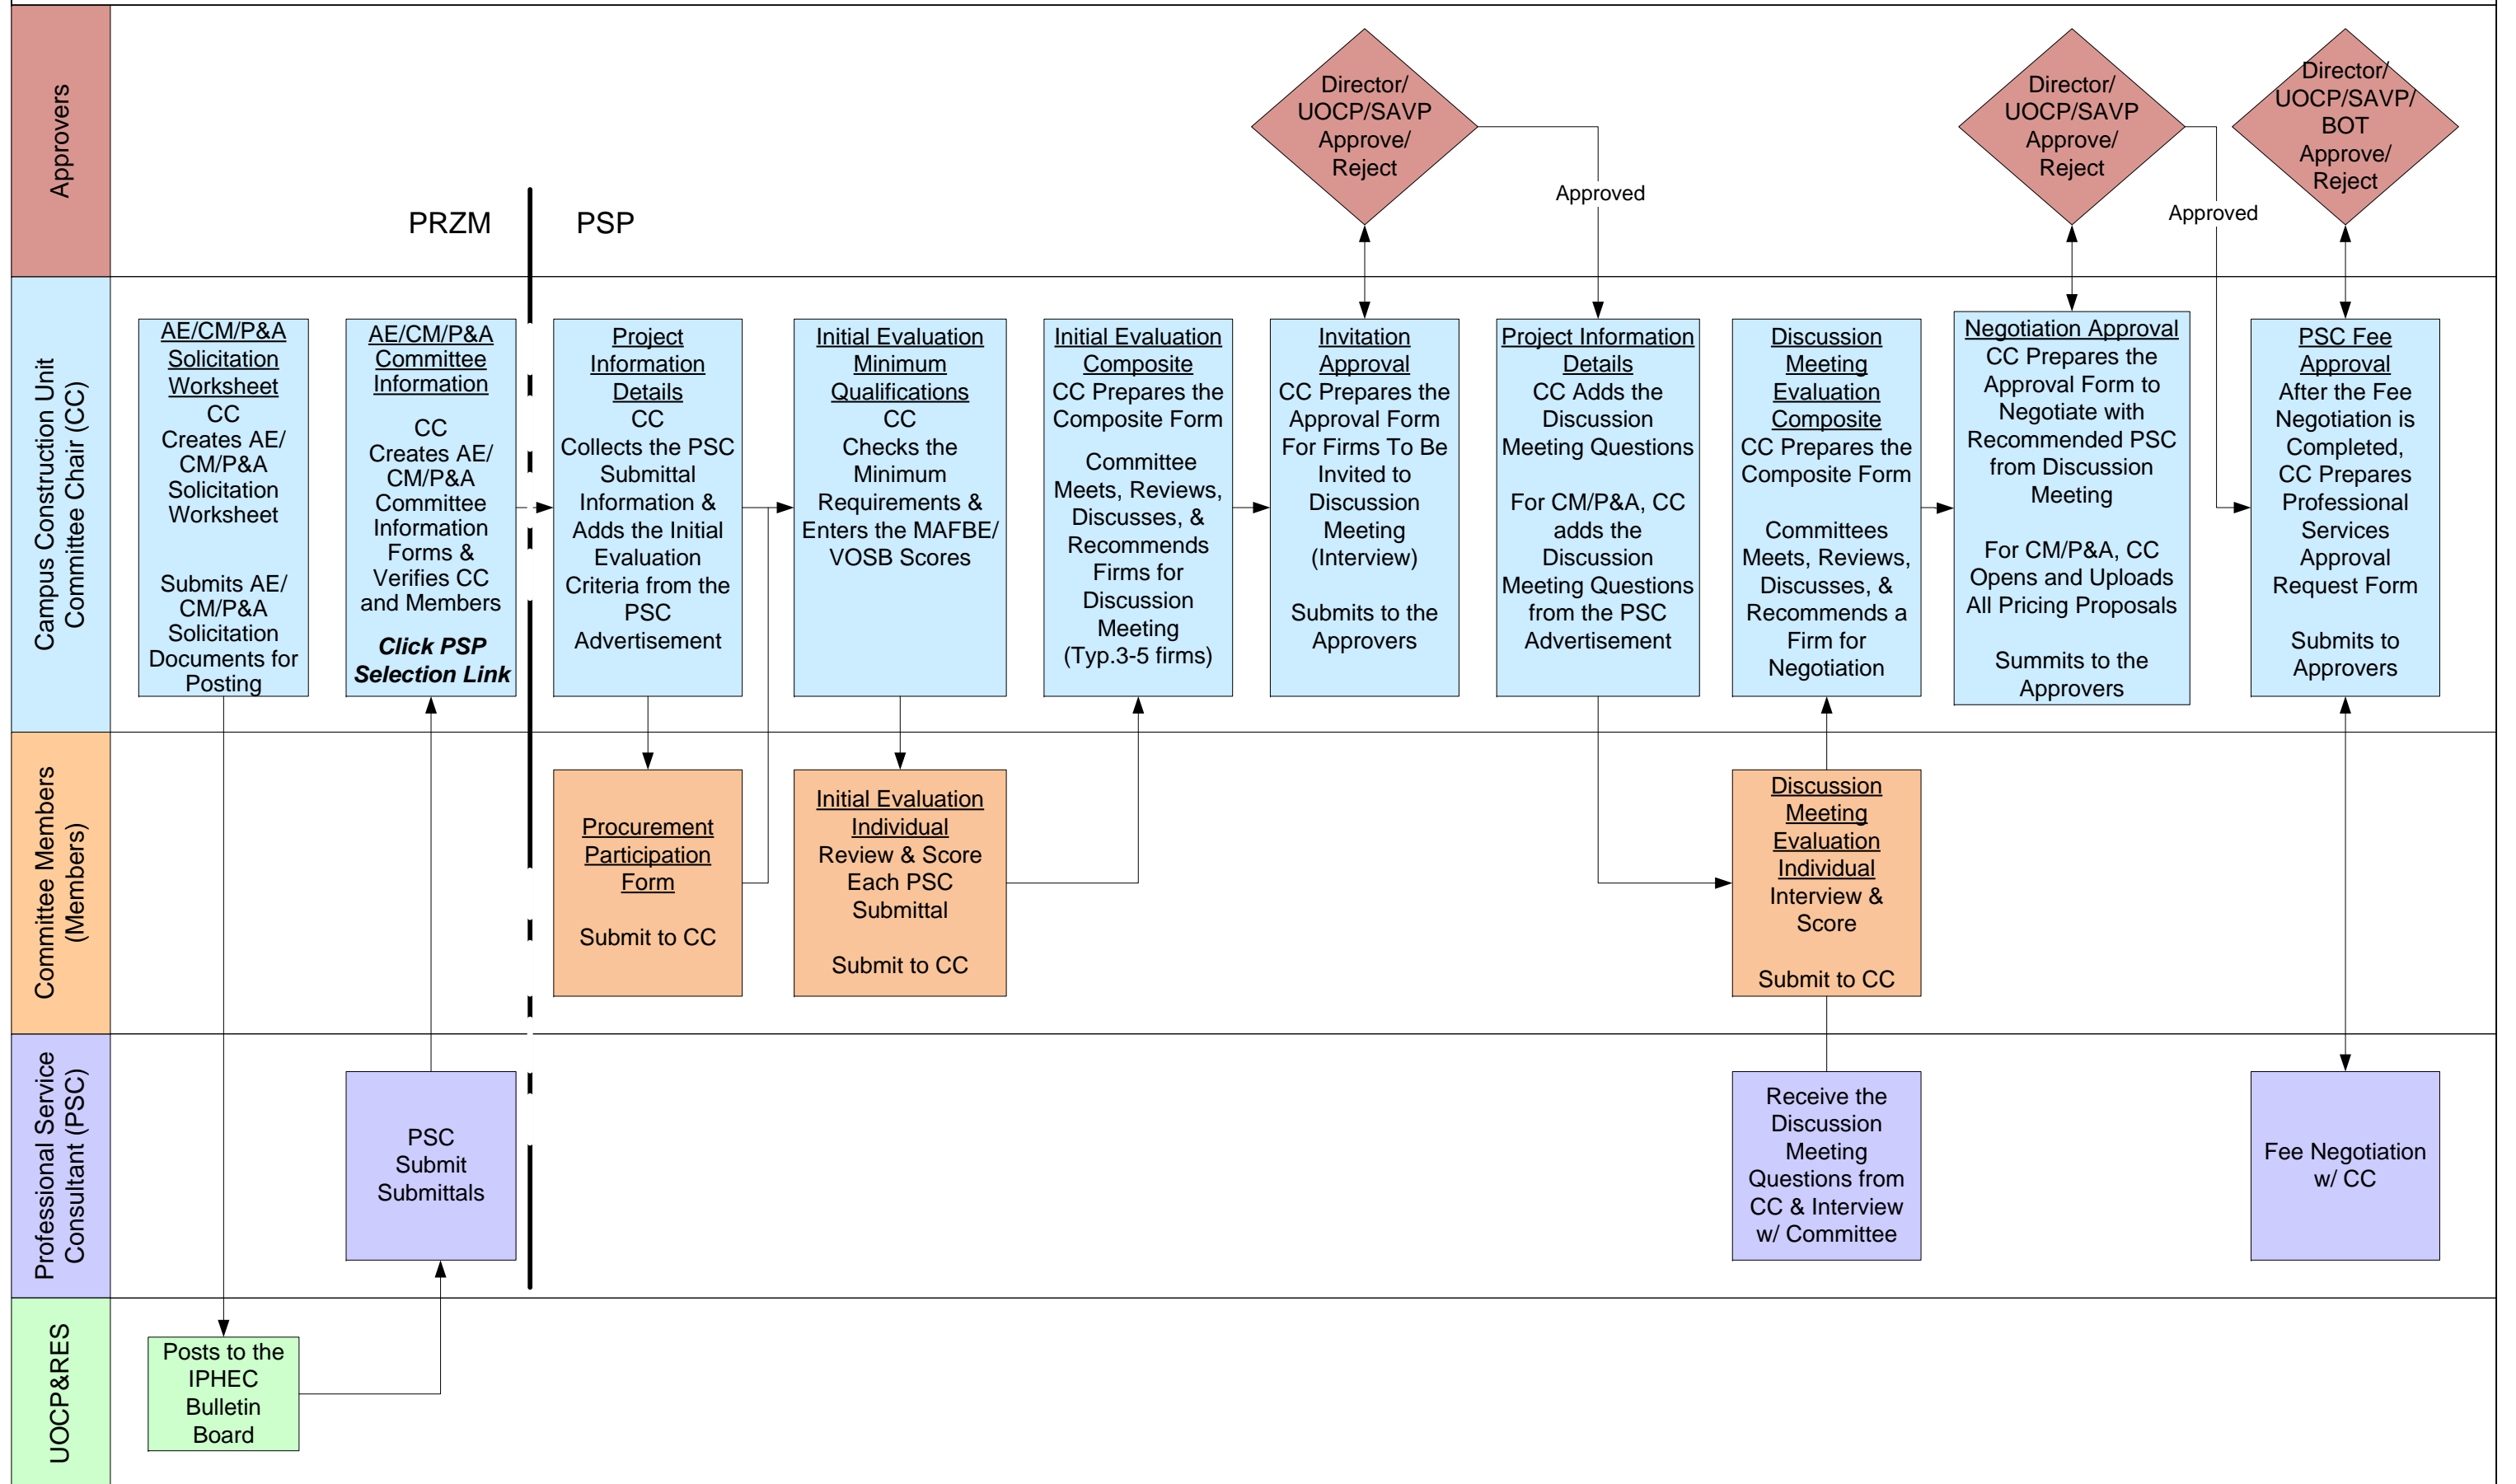 Approvers
Director/
UOCP/SAVP
Approve/
Reject
Approved
Director/
UOCP/SAVP
Approve/
Reject
Approved
Director/
UOCP/SAVP/
BOT
Approve/
Reject
PRZM
PSP
Campus Construction Unit
Committee Chair (CC)
AE/CM/P&A
Solicitation
Worksheet
CC
Creates AE/
CM/P&A
Solicitation
Worksheet
Submits AE/
CM/P&A
Solicitation
Documents for
Posting
AE/CM/P&A
Committee
Information
CC
Creates AE/
CM/P&A
Committee
Information
Forms &
Verifies CC
and Members
Click PSP
Selection Link
Project
Information
Details
CC
Collects the PSC
Submittal
Information &
Adds the Initial
Evaluation
Criteria from the
PSC
Advertisement
Initial Evaluation
Minimum
Qualifications
CC
Checks the
Minimum
Requirements &
Enters the MAFBE/
VOSB Scores
Initial Evaluation
Composite
CC Prepares the
Composite Form
Committee
Meets, Reviews,
Discusses, &
Recommends
Firms for
Discussion
Meeting
(Typ.3-5 firms)
Invitation
Approval
CC Prepares the
Approval Form
For Firms To Be
Invited to
Discussion
Meeting
(Interview)
Submits to the
Approvers
Project Information
Details
CC Adds the
Discussion
Meeting Questions
For CM/P&A, CC
adds the
Discussion
Meeting Questions
from the PSC
Advertisement
Discussion
Meeting
Evaluation
Composite
CC Prepares the
Composite Form
Committees
Meets, Reviews,
Discusses, &
Recommends a
Firm for
Negotiation
Negotiation Approval
CC Prepares the
Approval Form to
Negotiate with
Recommended PSC
from Discussion
Meeting
For CM/P&A, CC
Opens and Uploads
All Pricing Proposals
Summits to the
Approvers
PSC Fee
Approval
After the Fee
Negotiation is
Completed,
CC Prepares
Professional
Services
Approval
Request Form
Submits to
Approvers
Committee Members
(Members)
Procurement
Participation
Form
Submit to CC
Initial Evaluation
Individual
Review & Score
Each PSC
Submittal
Submit to CC
Discussion
Meeting
Evaluation
Individual
Interview &
Score
Submit to CC
Professional Service
Consultant (PSC)
PSC
Submit
Submittals
Receive the
Discussion
Meeting
Questions from
CC & Interview
w/ Committee
Fee Negotiation
w/ CC
UOCP&RES
Posts to the
IPHEC
Bulletin
Board